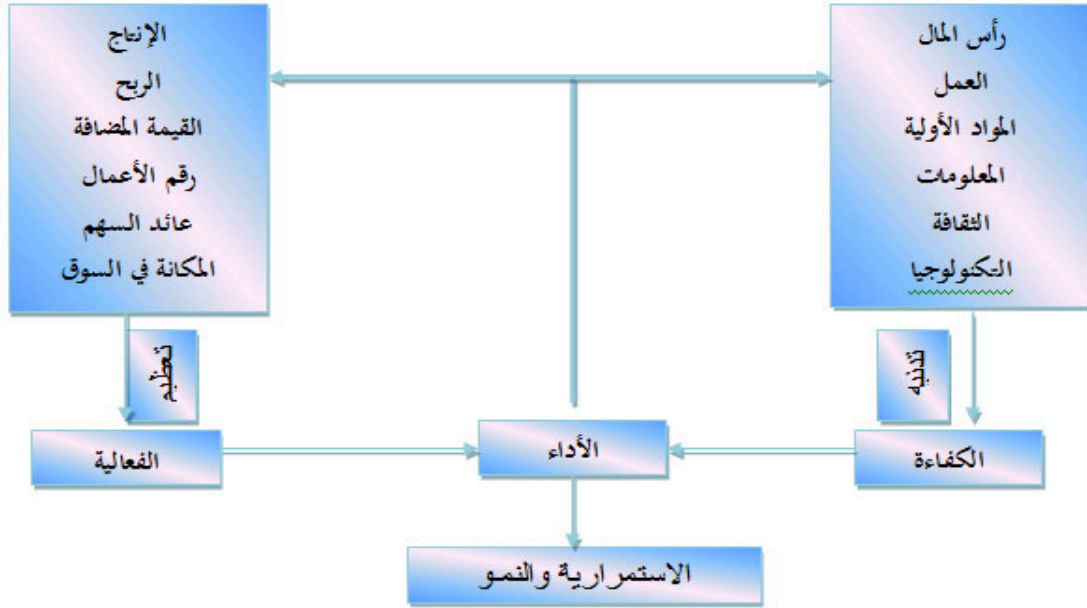 رأس المال
العمل
المواد الأولية
المعلومات
الثقافة
التكنولوجيا
الإنتاج
الربح
القيمة المضافة
رقم الأعمال
عائد السهم
المكانة في السوق
تدنيه
تعظيم
الكفاءة
الأداء
الفعالية
الاستمرارية والنمو